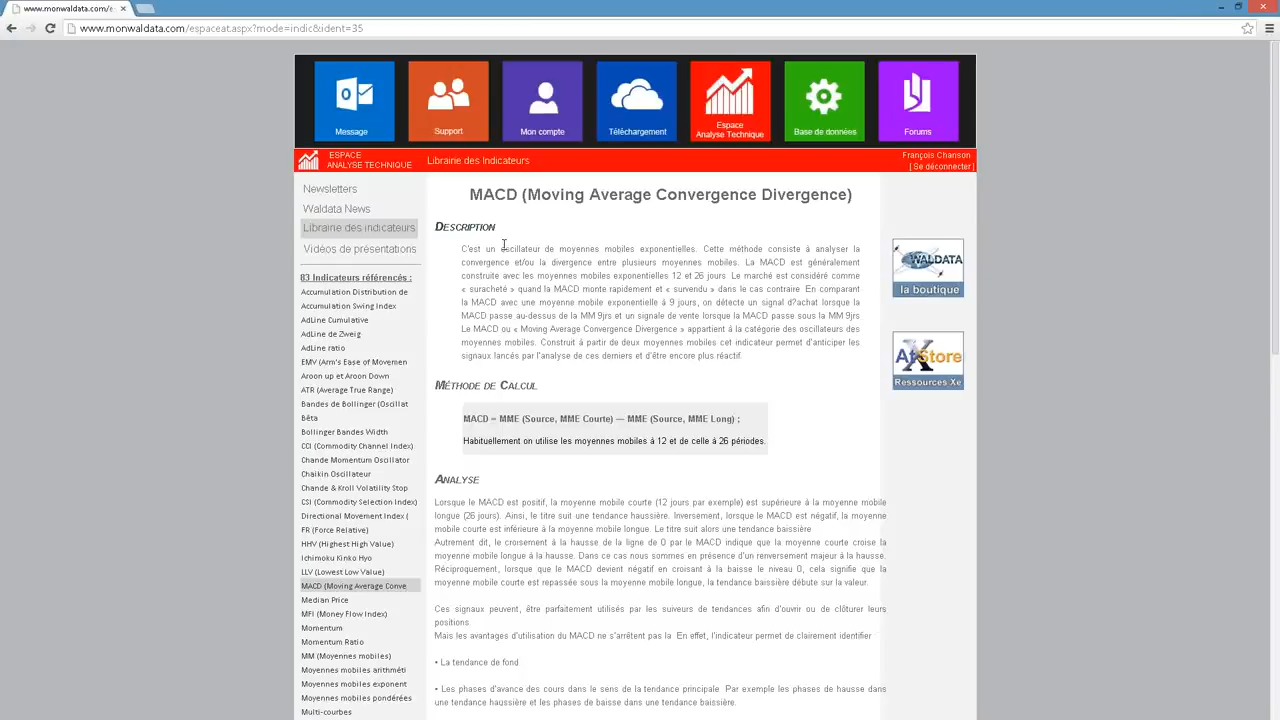 www.monwaldata.com/e
www.monwaldata.com/espaceat.aspx?mode=indic&ident=35
Message
Support
Mon compte
Téléchargement
Espace
Analyse Technique
Base de données
Forums
ESPACE
ANALYSE TECHNIQUE
Librairie des Indicateurs
François Chanson
[ Se déconnecter ]
Newsletters
Waldata News
Librairie des indicateurs
Vidéos de présentations
83 Indicateurs référencés :
Accumulation Distribution de
Accumulation Swing Index
AdLine Cumulative
AdLine de Zweig
AdLine ratio
EMV (Arm's Ease of Movemen
Aroon up et Aroon Down
ATR (Average True Range)
Bandes de Bollinger (Oscillat
Bêta
Bollinger Bandes Width
CCI (Commodity Channel Index)
Chande Momentum Oscillator
Chaikin Oscillateur
Chande & Kroll Volatility Stop
CSI (Commodity Selection Index)
Directional Movement Index (
FR (Force Relative)
HHV (Highest High Value)
Ichimoku Kinko Hyo
LLV (Lowest Low Value)
MACD (Moving Average Conve
Median Price
MFI (Money Flow Index)
Momentum
Momentum Ratio
MM (Moyennes mobiles)
Moyennes mobiles arithméti
Moyennes mobiles exponent
Moyennes mobiles pondérées
Multi-courbes
MACD (Moving Average Convergence Divergence)
DESCRIPTION
C'est un oscillateur de moyennes mobiles exponentielles. Cette méthode consiste à analyser la
convergence et/ou la divergence entre plusieurs moyennes mobiles. La MACD est généralement
construite avec les moyennes mobiles exponentielles 12 et 26 jours. Le marché est considéré comme
« suracheté » quand la MACD monte rapidement et « survendu » dans le cas contraire En comparant
la MACD avec une moyenne mobile exponentielle à 9 jours, on détecte un signal d?achat lorsque la
MACD passe au-dessus de la MM 9jrs et un signale de vente lorsque la MACD passe sous la MM 9jrs
Le MACD ou « Moving Average Convergence Divergence » appartient à la catégorie des oscillateurs des
moyennes mobiles. Construit à partir de deux moyennes mobiles cet indicateur permet d'anticiper les
signaux lancés par l'analyse de ces derniers et d'être encore plus réactif.
MÉTHODE DE CALCUL
MACD = MME (Source, MME Courte) — MME (Source, MME Long) ;
Habituellement on utilise les moyennes mobiles à 12 et de celle à 26 périodes.
ANALYSE
Lorsque le MACD est positif, la moyenne mobile courte (12 jours par exemple) est supérieure à la moyenne mobile
longue (26 jours). Ainsi, le titre suit une tendance haussière. Inversement, lorsque le MACD est négatif, la moyenne
mobile courte est inférieure à la moyenne mobile longue. Le titre suit alors une tendance baissière
Autrement dit, le croisement à la hausse de la ligne de 0 par le MACD indique que la moyenne courte croise la
moyenne mobile longue à la hausse. Dans ce cas nous sommes en présence d'un renversement majeur à la hausse.
Réciproquement, lorsque que le MACD devient négatif en croisant à la baisse le niveau 0, cela signifie que la
moyenne mobile courte est repassée sous la moyenne mobile longue, la tendance baissière débute sur la valeur.
Ces signaux peuvent, être parfaitement utilisés par les suiveurs de tendances afin d'ouvrir ou de clôturer leurs
positions.
Mais les avantages d'utilisation du MACD ne s'arrêtent pas la En effet, l'indicateur permet de clairement identifier
• La tendance de fond
• Les phases d'avance des cours dans le sens de la tendance principale Par exemple les phases de hausse dans
une tendance haussière et les phases de baisse dans une tendance baissière.
WALDATA
la boutique
AtStore
Ressources Xe